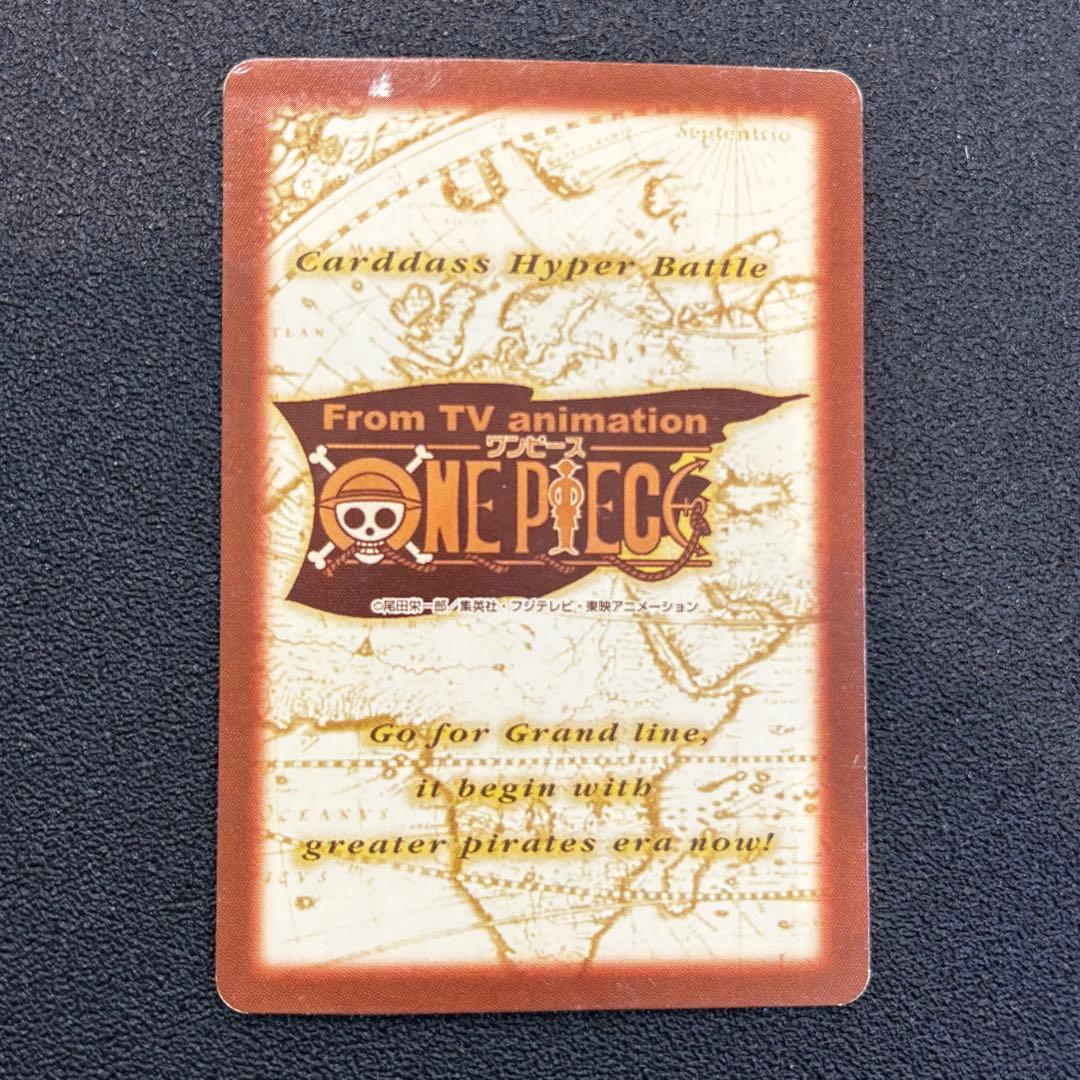 Septentrio
Carddass Hyper Battle
From TV animation
ワンピース
ONE PIECE
©尾田栄一郎/集英社・フジテレビ・東映アニメーション
Go for Grand line,
it begin with
greater pirates era now!